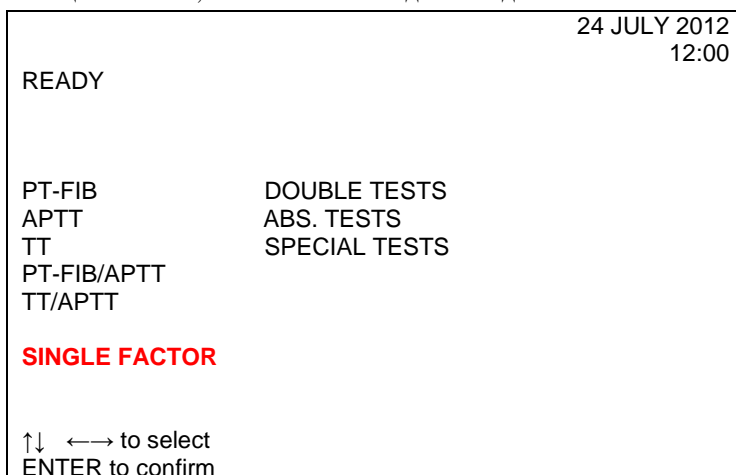 24 JULY 2012
12:00
READY
PT-FIB DOUBLE TESTS
APTT ABS. TESTS
TT SPECIAL TESTS
PT-FIB/APTT
TT/APTT
SINGLE FACTOR
↑↓ ←→ to select
ENTER to confirm